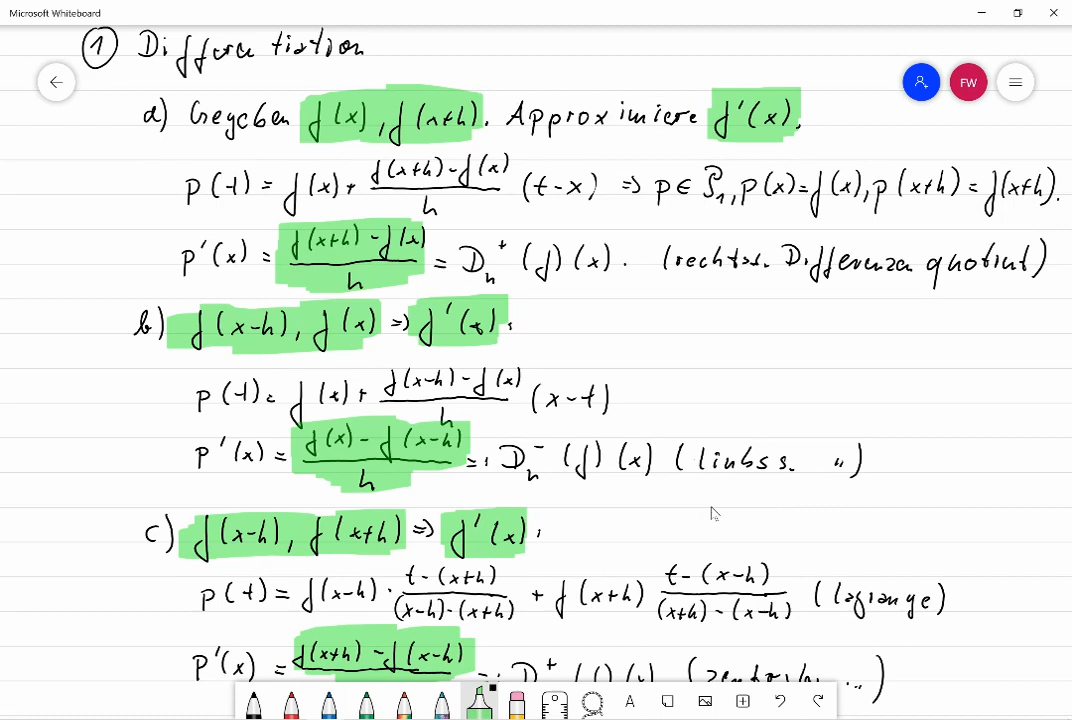 Microsoft Whiteboard
① Differentiation
FW
a) Gegeben f(x), f(x+h). Approximiere f'(x).
p(t) = f(x) + (f(x+h) - f(x))/h (t-x) ⇒ p ∈ P₁, p(x) = f(x), p(x+h) = f(x+h).
p'(x) = (f(x+h) - f(x))/h = D_h^+ (f)(x). (rechtss. Differenzenquotient)
b) f(x-h), f(x) ⇒ f'(x).
p(t) = f(x) + (f(x-h) - f(x))/h (x-t)
p'(x) = (f(x) - f(x-h))/h =: D_h^- (f)(x) (linkss. ")
c) f(x-h), f(x+h) ⇒ f'(x).
p(t) = f(x-h) · (t-(x+h))/((x-h)-(x+h)) + f(x+h) (t-(x-h))/((x+h)-(x-h)) (Lagrange)
p'(x) = f(x+h) - f(x-h)
A